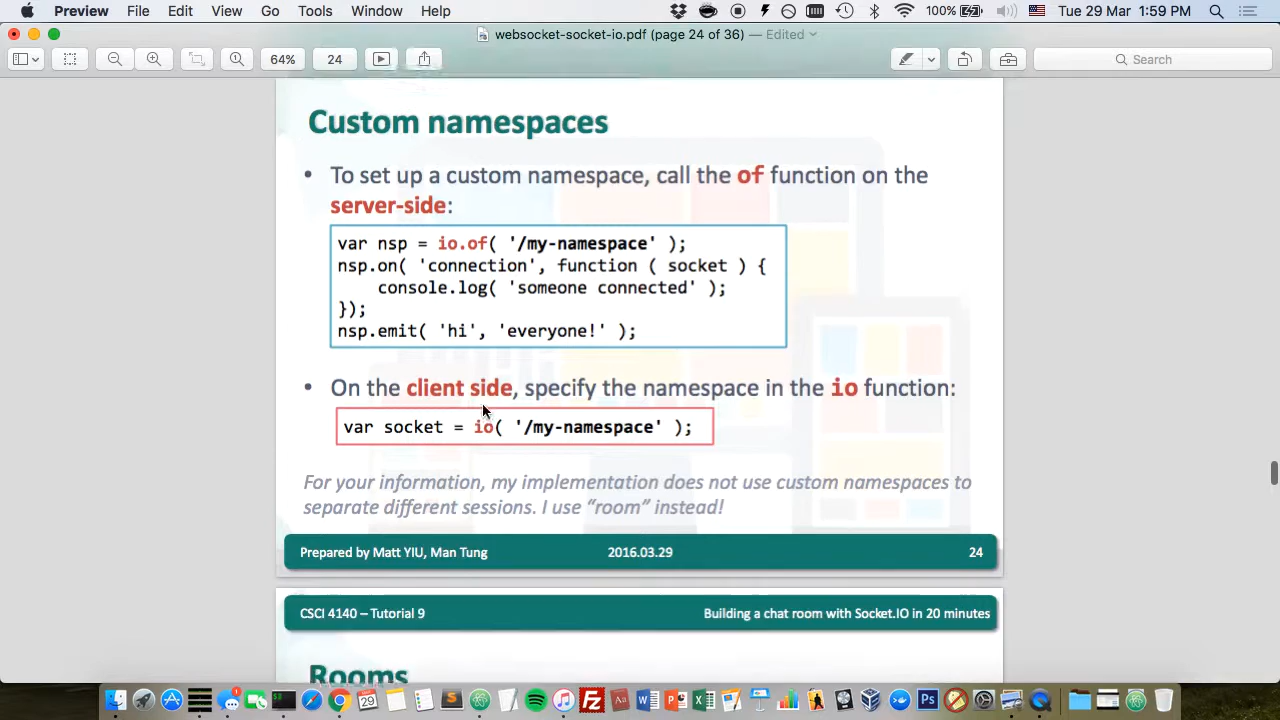 Preview File Edit View Go Tools Window Help 100% Tue 29 Mar 1:59 PM
websocket-socket-io.pdf (page 24 of 36) — Edited
64% 24 Search
Custom namespaces
• To set up a custom namespace, call the of function on the
server-side:
var nsp = io.of( '/my-namespace' );
nsp.on( 'connection', function ( socket ) {
console.log( 'someone connected' );
});
nsp.emit( 'hi', 'everyone!' );
• On the client side, specify the namespace in the io function:
var socket = io( '/my-namespace' );
For your information, my implementation does not use custom namespaces to
separate different sessions. I use “room” instead!
Prepared by Matt YIU, Man Tung 2016.03.29 24
CSCI 4140 – Tutorial 9 Building a chat room with Socket.IO in 20 minutes
Rooms